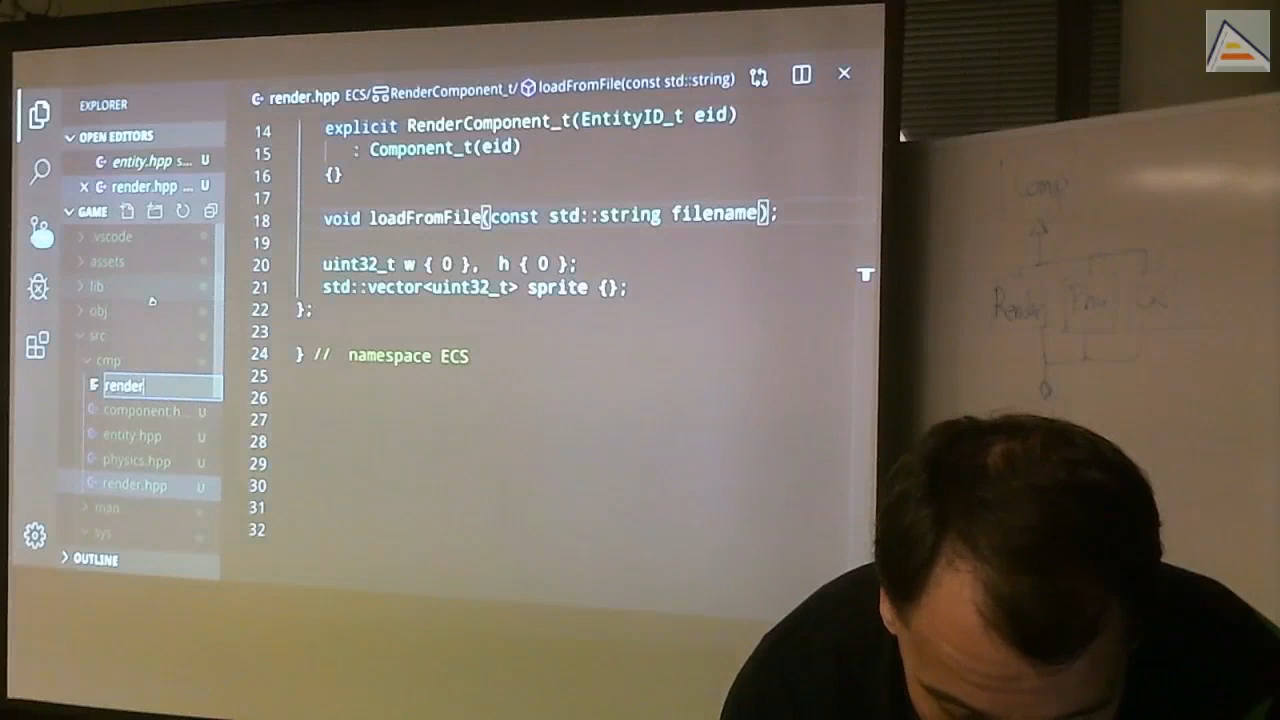 EXPLORER
OPEN EDITORS
entity.hpp s... U
render.hpp ... U
GAME
.vscode
assets
lib
obj
src
cmp
render
component.h... U
entity.hpp U
physics.hpp U
render.hpp U
man
sys
OUTLINE
render.hpp ECS/ RenderComponent_t/ loadFromFile(const std::string)
14 explicit RenderComponent_t(EntityID_t eid)
15 : Component_t(eid)
16 {}
17
18 void loadFromFile(const std::string filename);
19
20 uint32_t w { 0 }, h { 0 };
21 std::vector<uint32_t> sprite {};
22 };
23
24 } // namespace ECS
25
26
27
28
29
30
31
32
Comp
Render